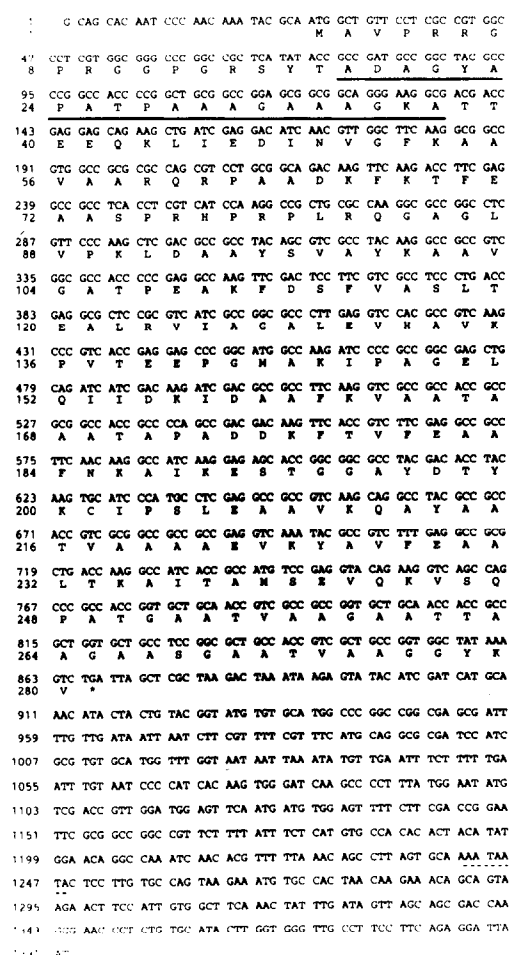 1 G CAG CAC AAT CCC AAC AAA TAC GCA ATG GCT GTT CCT CGC CGT GGC
M A V P R R G
47 CCT CGT GGC GGG CCC GGC CGC TCA TAT ACC GCC GAT GCC GGC TAC GCC
8 P R G G P G R S Y T A D A G Y A
95 CCG GCC ACC CCG GCT GCG GCC GGA GCG GCG GCA GGG AAG GCG ACG ACC
24 P A T P A A A G A A A G K A T T
143 GAG GAG CAG AAG CTG ATC GAG GAC ATC AAC GTT GGC TTC AAG GCG GCC
40 E E Q K L I E D I N V G F K A A
191 GTG GCC GCG CGC CAG CGT CCT GCG GCA GAC AAG TTC AAG ACC TTC GAG
56 V A A R Q R P A A D K F K T F E
239 GCC GCC TCA CCT CGT CAT CCA AGG CCG CTG CGC CAA GGC GCC GGC CTC
72 A A S P R H P R P L R Q G A G L
287 GTT CCC AAG CTC GAC GCC GCC TAC AGC GTC GCC TAC AAG GCC GCC GTC
88 V P K L D A A Y S V A Y K A A V
335 GGC GCC ACC CCC GAG GCC AAG TTC GAC TCC TTC GTC GCC TCC CTG ACC
104 G A T P E A K F D S F V A S L T
383 GAG GCG CTC CGC GTC ATC GCC GGC GCC CTT GAG GTC CAC GCC GTC AAG
120 E A L R V I A G A L E V H A V K
431 CCC GTC ACC GAG GAG CCC GGC ATG GCC AAG ATC CCC GCC GGC GAG CTG
136 P V T E E P G M A K I P A G E L
479 CAG ATC ATC GAC AAG ATC GAC GCC GCC TTC AAG GTC GCC GCC ACC GCC
152 Q I I D K I D A A F K V A A T A
527 GCG GCC ACC GCC CCA GCC GAC GAC AAG TTC ACC GTC TTC GAG GCC GCC
168 A A T A P A D D K F T V F E A A
575 TTC AAC AAG GCC ATC AAG GAG AGC ACC GGC GGC GCC TAC GAC ACC TAC
184 F N K A I K E S T G G A Y D T Y
623 AAG TGC ATC CCA TGC CTC GAG GCC GCC GTC AAG CAG GCC TAC GCC GCC
200 K C I P S L E A A V K Q A Y A A
671 ACC GTC GCG GCC GCC GCC GAG GTC AAA TAC GCC GTC TTT GAG GCC GCG
216 T V A A A A E V K Y A V F E A A
719 CTG ACC AAG GCC ATC ACC GCC ATG TCC GAG GTA CAG AAG GTC AGC CAG
232 L T K A I T A M S E V Q K V S Q
767 CCC GCC ACC GGT GCT GCA ACC GTC GCC GCC GGT GCT GCA ACC ACC GCC
248 P A T G A A T V A A G A A T T A
815 GCT GGT GCT GCC TCC GGC GCT GCC ACC GTC GCT GCC GGT GGC TAT AAA
264 A G A A S G A A T V A A G G Y K
863 GTC TGA TTA GCT CGC TAA GAC TAA ATA AGA GTA TAC ATC GAT CAT GCA
280 V *
911 AAC ATA CTA CTG TAC GGT ATG TGT GCA TGG CCC GGC CGG CGA GCG ATT
959 TTG TTG ATA ATT AAT CTT CGT TTT CGT TTC ATG CAG GCG CGA TCC ATC
1007 GCG TGT GCA TGG TTT GGT AAT AAT TAA ATA TGT TGA ATT TCT TTT TGA
1055 ATT TGT AAT CCC CAT CAC AAG TGG GAT CAA GCC CCT TTA TGG AAT ATG
1103 TCG ACC GTT GGA TGG AGT TCA ATG ATG TGG AGT TTT CTT CGA CCG GAA
1151 TTC GCG GCC GGC CGT TCT TTT ATT TCT CAT GTG CCA CAC ACT ACA TAT
1199 GGA ACA GGC CAA ATC AAC ACG TTT TTA AAC AGC CTT AGT GCA AAA TAA
1247 TAC TCC TTG TGC CAG TAA GAA ATG TGC CAC TAA CAA GAA ACA GCA GTA
1295 AGA ACT TCC ATT GTG GCT TCA AAC TAT TTG ATA GTT AGC AGC GAC CAA
GCG AAC CCT CTG TGC ATA CTT GGT GGG TTG CCT TCC TTC AGA GGA TTA